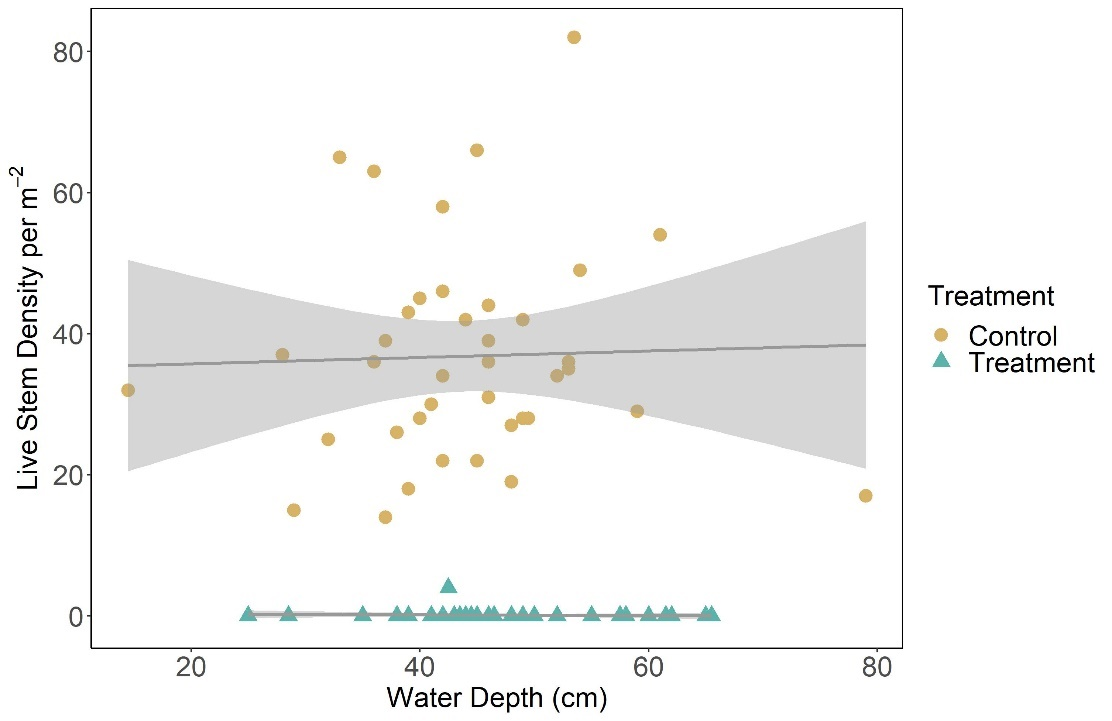 80
60
40
20
0
Live Stem Density per m⁻²
20 40 60 80
Water Depth (cm)
Treatment
Control
Treatment